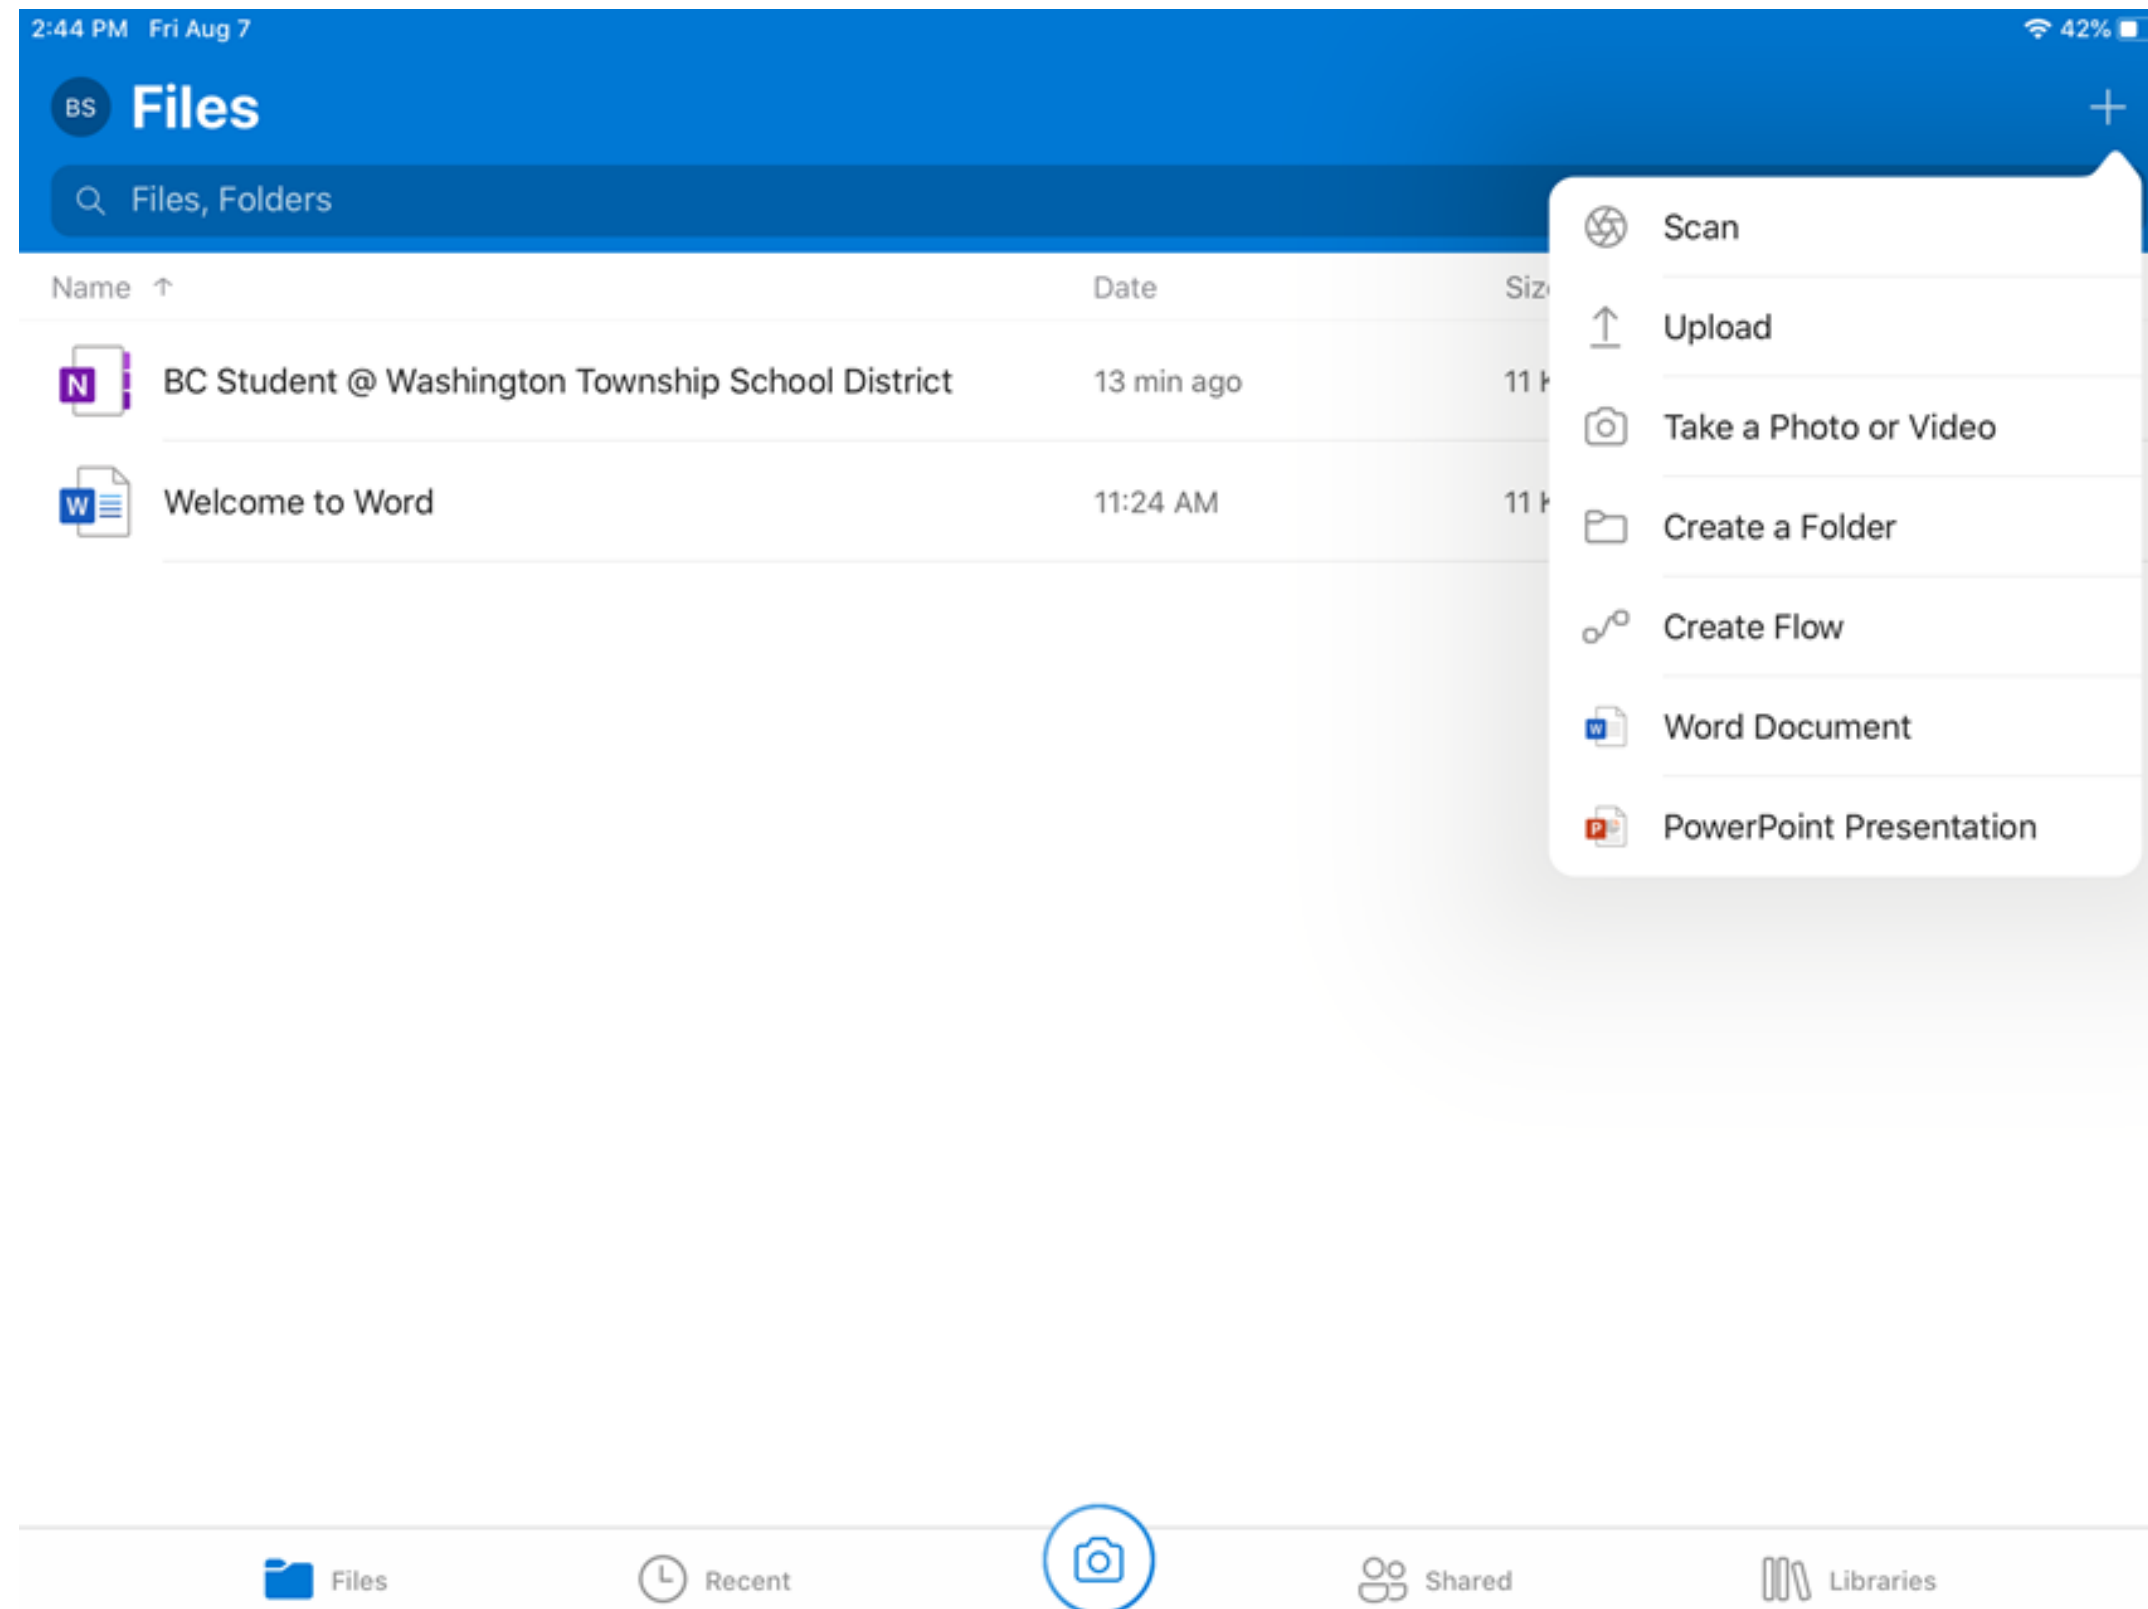 2:44 PM Fri Aug 7 42%
BS Files
Files, Folders
Name Date
BC Student @ Washington Township School District 13 min ago 11
Welcome to Word 11:24 AM 11
Scan
Upload
Take a Photo or Video
Create a Folder
Create Flow
Word Document
PowerPoint Presentation
Files Recent Shared Libraries